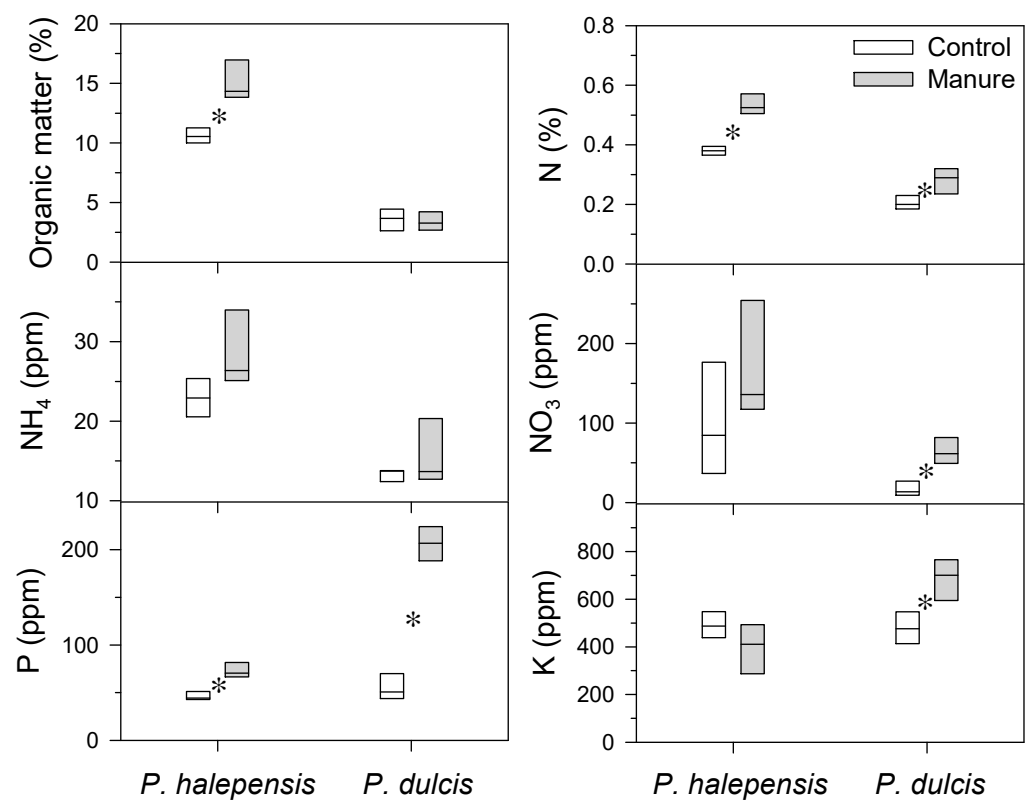 Organic matter (%)
20
15
10
5
0
NH₄ (ppm)
30
20
10
P (ppm)
200
100
0
P. halepensis P. dulcis
N (%)
0.8
0.6
0.4
0.2
0.0
Control
Manure
* * *
NO₃ (ppm)
200
100
0
*
K (ppm)
800
600
400
200
0
*
* *
P. halepensis P. dulcis